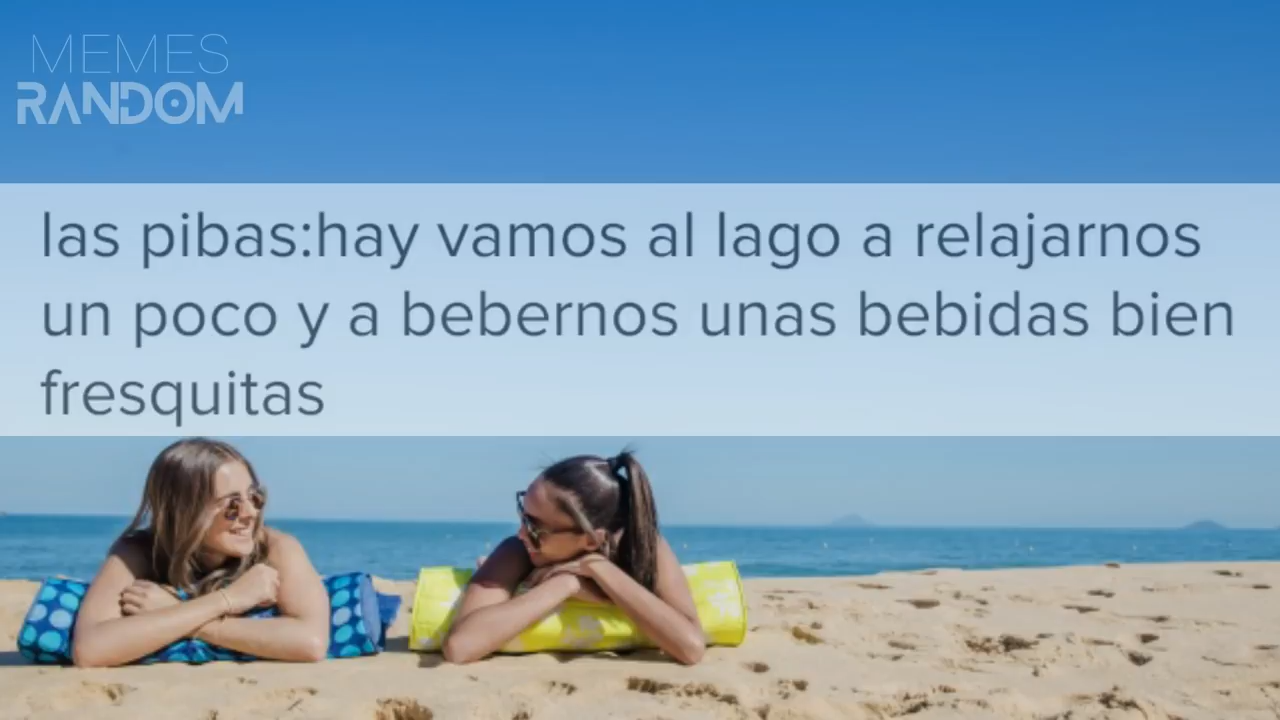 MEMES
RANDOM
las pibas:hay vamos al lago a relajarnos
un poco y a bebernos unas bebidas bien
fresquitas